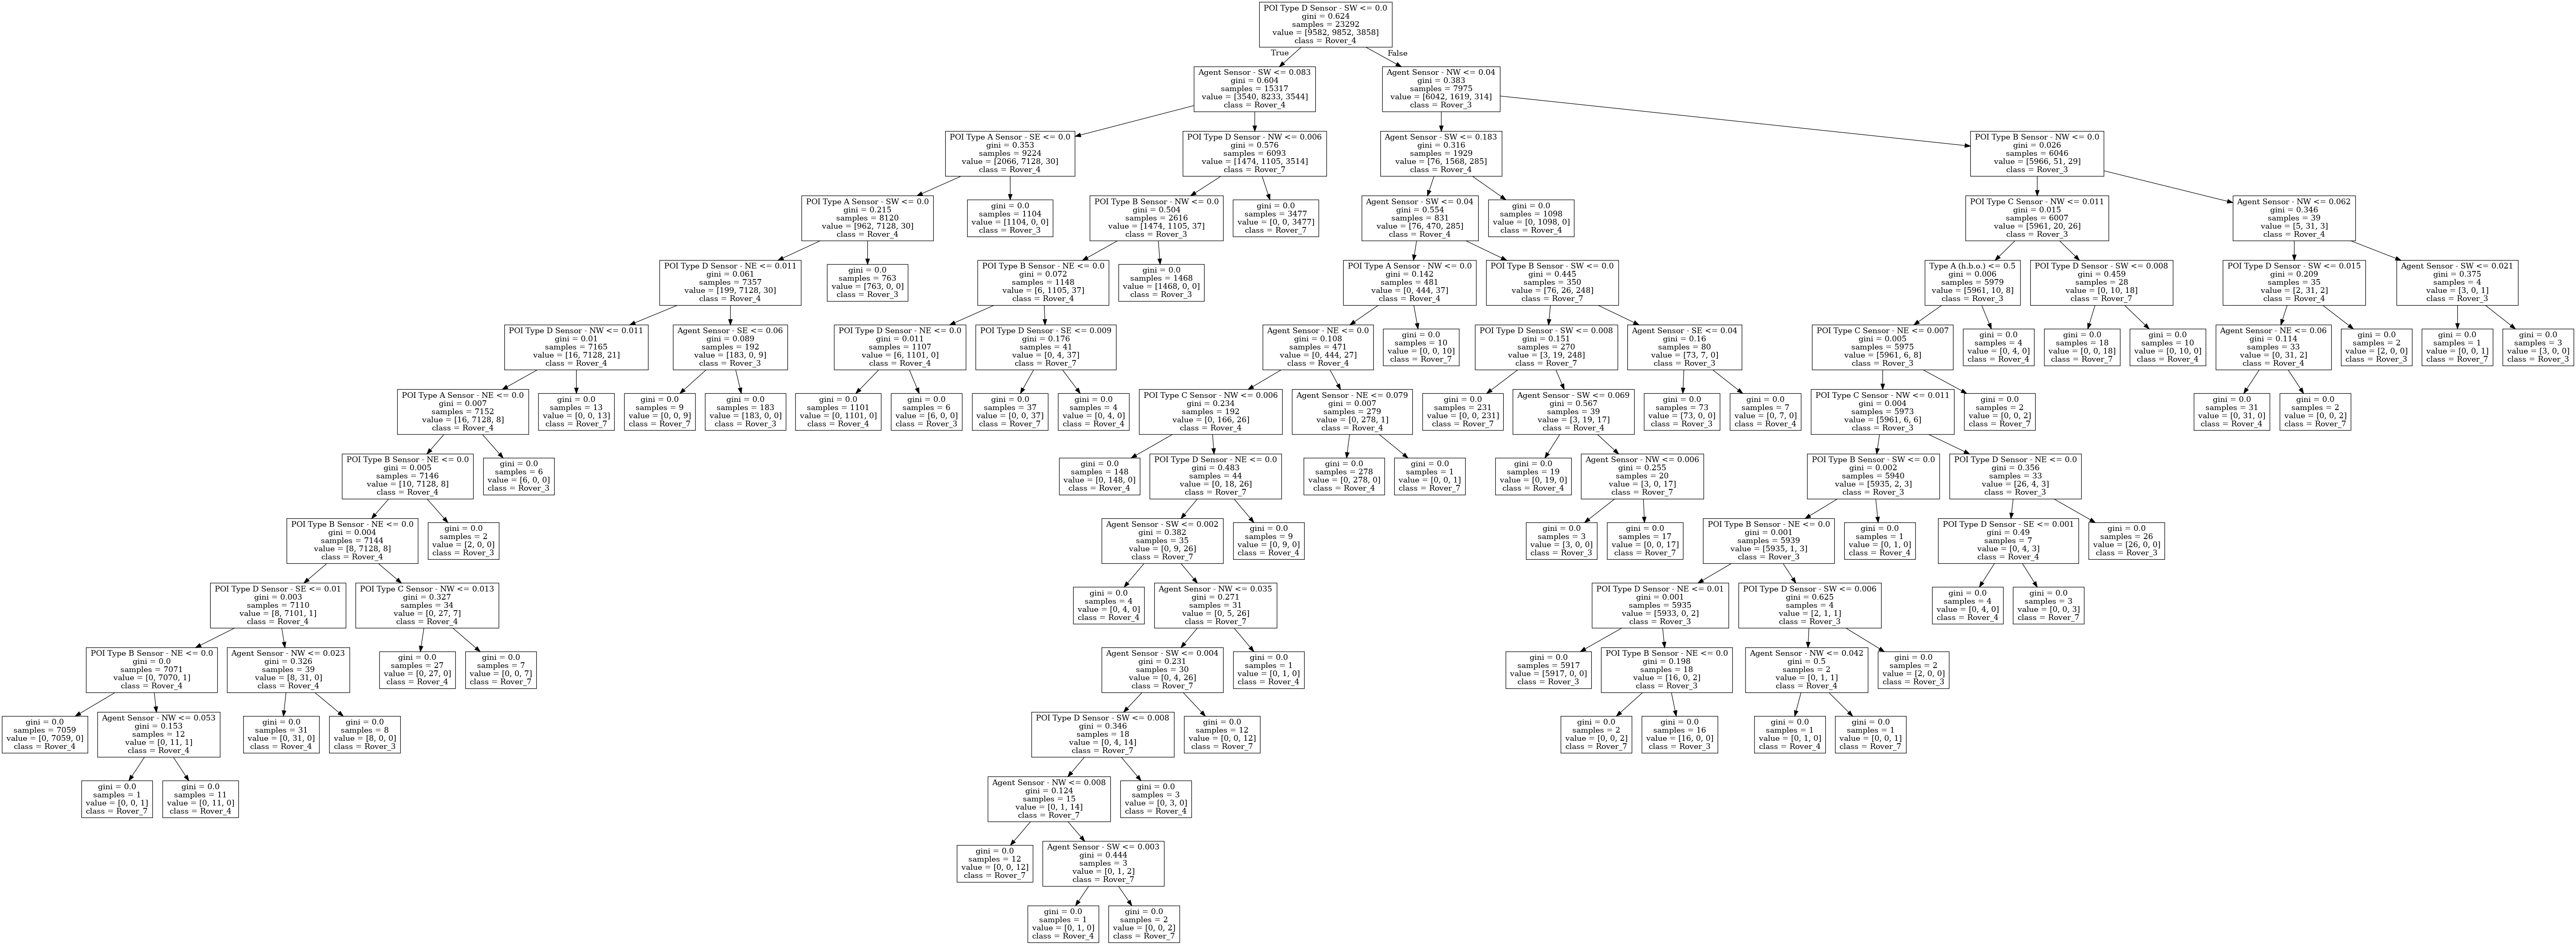 POI Type D Sensor - SW <= 0.0
gini = 0.624
samples = 23292
value = [9582, 9852, 3858]
class = Rover_4
True
False
Agent Sensor - SW <= 0.083
gini = 0.604
samples = 15317
value = [3540, 8233, 3544]
class = Rover_4
Agent Sensor - NW <= 0.04
gini = 0.383
samples = 7975
value = [6042, 1619, 314]
class = Rover_3
POI Type A Sensor - SE <= 0.0
gini = 0.353
samples = 9224
value = [2066, 7128, 30]
class = Rover_4
POI Type D Sensor - NW <= 0.006
gini = 0.576
samples = 6093
value = [1474, 1105, 3514]
class = Rover_7
Agent Sensor - SW <= 0.183
gini = 0.316
samples = 1929
value = [76, 1568, 285]
class = Rover_4
POI Type B Sensor - NW <= 0.0
gini = 0.026
samples = 6046
value = [5966, 51, 29]
class = Rover_3
POI Type A Sensor - SW <= 0.0
gini = 0.215
samples = 8120
value = [962, 7128, 30]
class = Rover_4
gini = 0.0
samples = 1104
value = [1104, 0, 0]
class = Rover_3
POI Type B Sensor - NW <= 0.0
gini = 0.504
samples = 2616
value = [1474, 1105, 37]
class = Rover_3
gini = 0.0
samples = 3477
value = [0, 0, 3477]
class = Rover_7
Agent Sensor - SW <= 0.04
gini = 0.554
samples = 831
value = [76, 470, 285]
class = Rover_4
gini = 0.0
samples = 1098
value = [0, 1098, 0]
class = Rover_4
POI Type C Sensor - NW <= 0.011
gini = 0.015
samples = 6007
value = [5961, 20, 26]
class = Rover_3
Agent Sensor - NW <= 0.062
gini = 0.346
samples = 39
value = [5, 31, 3]
class = Rover_4
POI Type D Sensor - NE <= 0.011
gini = 0.061
samples = 7357
value = [199, 7128, 30]
class = Rover_4
gini = 0.0
samples = 763
value = [763, 0, 0]
class = Rover_3
POI Type B Sensor - NE <= 0.0
gini = 0.072
samples = 1148
value = [6, 1105, 37]
class = Rover_4
gini = 0.0
samples = 1468
value = [1468, 0, 0]
class = Rover_3
POI Type A Sensor - NW <= 0.0
gini = 0.142
samples = 481
value = [0, 444, 37]
class = Rover_4
POI Type B Sensor - SW <= 0.0
gini = 0.445
samples = 350
value = [76, 26, 248]
class = Rover_7
Type A (h.b.o.) <= 0.5
gini = 0.006
samples = 5979
value = [5961, 10, 8]
class = Rover_3
POI Type D Sensor - SW <= 0.008
gini = 0.459
samples = 28
value = [0, 10, 18]
class = Rover_7
POI Type D Sensor - SW <= 0.015
gini = 0.209
samples = 35
value = [2, 31, 2]
class = Rover_4
Agent Sensor - SW <= 0.021
gini = 0.375
samples = 4
value = [3, 0, 1]
class = Rover_3
POI Type D Sensor - NW <= 0.011
gini = 0.01
samples = 7165
value = [16, 7128, 21]
class = Rover_4
Agent Sensor - SE <= 0.06
gini = 0.089
samples = 192
value = [183, 0, 9]
class = Rover_3
POI Type D Sensor - NE <= 0.0
gini = 0.011
samples = 1107
value = [6, 1101, 0]
class = Rover_4
POI Type D Sensor - SE <= 0.009
gini = 0.176
samples = 41
value = [0, 4, 37]
class = Rover_7
Agent Sensor - NE <= 0.0
gini = 0.108
samples = 471
value = [0, 444, 27]
class = Rover_4
gini = 0.0
samples = 10
value = [0, 0, 10]
class = Rover_7
POI Type D Sensor - SW <= 0.008
gini = 0.151
samples = 270
value = [3, 19, 248]
class = Rover_7
Agent Sensor - SE <= 0.04
gini = 0.16
samples = 80
value = [73, 7, 0]
class = Rover_3
POI Type C Sensor - NE <= 0.007
gini = 0.005
samples = 5975
value = [5961, 6, 8]
class = Rover_3
gini = 0.0
samples = 4
value = [0, 4, 0]
class = Rover_4
gini = 0.0
samples = 18
value = [0, 0, 18]
class = Rover_7
gini = 0.0
samples = 10
value = [0, 10, 0]
class = Rover_4
Agent Sensor - NE <= 0.06
gini = 0.114
samples = 33
value = [0, 31, 2]
class = Rover_4
gini = 0.0
samples = 2
value = [2, 0, 0]
class = Rover_3
gini = 0.0
samples = 1
value = [0, 0, 1]
class = Rover_7
gini = 0.0
samples = 3
value = [3, 0, 0]
class = Rover_3
POI Type A Sensor - NE <= 0.0
gini = 0.007
samples = 7152
value = [16, 7128, 8]
class = Rover_4
gini = 0.0
samples = 13
value = [0, 0, 13]
class = Rover_7
gini = 0.0
samples = 9
value = [0, 0, 9]
class = Rover_7
gini = 0.0
samples = 183
value = [183, 0, 0]
class = Rover_3
gini = 0.0
samples = 1101
value = [0, 1101, 0]
class = Rover_4
gini = 0.0
samples = 6
value = [6, 0, 0]
class = Rover_3
gini = 0.0
samples = 37
value = [0, 0, 37]
class = Rover_7
gini = 0.0
samples = 4
value = [0, 4, 0]
class = Rover_4
POI Type C Sensor - NW <= 0.006
gini = 0.234
samples = 192
value = [0, 166, 26]
class = Rover_4
Agent Sensor - NE <= 0.079
gini = 0.007
samples = 279
value = [0, 278, 1]
class = Rover_4
gini = 0.0
samples = 231
value = [0, 0, 231]
class = Rover_7
Agent Sensor - SW <= 0.069
gini = 0.567
samples = 39
value = [3, 19, 17]
class = Rover_4
gini = 0.0
samples = 73
value = [73, 0, 0]
class = Rover_3
gini = 0.0
samples = 7
value = [0, 7, 0]
class = Rover_4
POI Type C Sensor - NW <= 0.011
gini = 0.004
samples = 5973
value = [5961, 6, 6]
class = Rover_3
gini = 0.0
samples = 2
value = [0, 0, 2]
class = Rover_7
gini = 0.0
samples = 31
value = [0, 31, 0]
class = Rover_4
gini = 0.0
samples = 2
value = [0, 0, 2]
class = Rover_7
POI Type B Sensor - NE <= 0.0
gini = 0.005
samples = 7146
value = [10, 7128, 8]
class = Rover_4
gini = 0.0
samples = 6
value = [6, 0, 0]
class = Rover_3
gini = 0.0
samples = 148
value = [0, 148, 0]
class = Rover_4
POI Type D Sensor - NE <= 0.0
gini = 0.483
samples = 44
value = [0, 18, 26]
class = Rover_7
gini = 0.0
samples = 278
value = [0, 278, 0]
class = Rover_4
gini = 0.0
samples = 1
value = [0, 0, 1]
class = Rover_7
gini = 0.0
samples = 19
value = [0, 19, 0]
class = Rover_4
Agent Sensor - NW <= 0.006
gini = 0.255
samples = 20
value = [3, 0, 17]
class = Rover_7
POI Type B Sensor - SW <= 0.0
gini = 0.002
samples = 5940
value = [5935, 2, 3]
class = Rover_3
POI Type D Sensor - NE <= 0.0
gini = 0.356
samples = 33
value = [26, 4, 3]
class = Rover_3
POI Type B Sensor - NE <= 0.0
gini = 0.004
samples = 7144
value = [8, 7128, 8]
class = Rover_4
gini = 0.0
samples = 2
value = [2, 0, 0]
class = Rover_3
Agent Sensor - SW <= 0.002
gini = 0.382
samples = 35
value = [0, 9, 26]
class = Rover_7
gini = 0.0
samples = 9
value = [0, 9, 0]
class = Rover_4
gini = 0.0
samples = 3
value = [3, 0, 0]
class = Rover_3
gini = 0.0
samples = 17
value = [0, 0, 17]
class = Rover_7
POI Type B Sensor - NE <= 0.0
gini = 0.001
samples = 5939
value = [5935, 1, 3]
class = Rover_3
gini = 0.0
samples = 1
value = [0, 1, 0]
class = Rover_4
POI Type D Sensor - SE <= 0.001
gini = 0.49
samples = 7
value = [0, 4, 3]
class = Rover_4
gini = 0.0
samples = 26
value = [26, 0, 0]
class = Rover_3
POI Type D Sensor - SE <= 0.01
gini = 0.003
samples = 7110
value = [8, 7101, 1]
class = Rover_4
POI Type C Sensor - NW <= 0.013
gini = 0.327
samples = 34
value = [0, 27, 7]
class = Rover_4
gini = 0.0
samples = 4
value = [0, 4, 0]
class = Rover_4
Agent Sensor - NW <= 0.035
gini = 0.271
samples = 31
value = [0, 5, 26]
class = Rover_7
POI Type D Sensor - NE <= 0.01
gini = 0.001
samples = 5935
value = [5933, 0, 2]
class = Rover_3
POI Type D Sensor - SW <= 0.006
gini = 0.625
samples = 4
value = [2, 1, 1]
class = Rover_3
gini = 0.0
samples = 4
value = [0, 4, 0]
class = Rover_4
gini = 0.0
samples = 3
value = [0, 0, 3]
class = Rover_7
POI Type B Sensor - NE <= 0.0
gini = 0.0
samples = 7071
value = [0, 7070, 1]
class = Rover_4
Agent Sensor - NW <= 0.023
gini = 0.326
samples = 39
value = [8, 31, 0]
class = Rover_4
gini = 0.0
samples = 27
value = [0, 27, 0]
class = Rover_4
gini = 0.0
samples = 7
value = [0, 0, 7]
class = Rover_7
Agent Sensor - SW <= 0.004
gini = 0.231
samples = 30
value = [0, 4, 26]
class = Rover_7
gini = 0.0
samples = 1
value = [0, 1, 0]
class = Rover_4
gini = 0.0
samples = 5917
value = [5917, 0, 0]
class = Rover_3
POI Type B Sensor - NE <= 0.0
gini = 0.198
samples = 18
value = [16, 0, 2]
class = Rover_3
Agent Sensor - NW <= 0.042
gini = 0.5
samples = 2
value = [0, 1, 1]
class = Rover_4
gini = 0.0
samples = 2
value = [2, 0, 0]
class = Rover_3
gini = 0.0
samples = 7059
value = [0, 7059, 0]
class = Rover_4
Agent Sensor - NW <= 0.053
gini = 0.153
samples = 12
value = [0, 11, 1]
class = Rover_4
gini = 0.0
samples = 31
value = [0, 31, 0]
class = Rover_4
gini = 0.0
samples = 8
value = [8, 0, 0]
class = Rover_3
POI Type D Sensor - SW <= 0.008
gini = 0.346
samples = 18
value = [0, 4, 14]
class = Rover_7
gini = 0.0
samples = 12
value = [0, 0, 12]
class = Rover_7
gini = 0.0
samples = 2
value = [0, 0, 2]
class = Rover_7
gini = 0.0
samples = 16
value = [16, 0, 0]
class = Rover_3
gini = 0.0
samples = 1
value = [0, 1, 0]
class = Rover_4
gini = 0.0
samples = 1
value = [0, 0, 1]
class = Rover_7
gini = 0.0
samples = 1
value = [0, 0, 1]
class = Rover_7
gini = 0.0
samples = 11
value = [0, 11, 0]
class = Rover_4
Agent Sensor - NW <= 0.008
gini = 0.124
samples = 15
value = [0, 1, 14]
class = Rover_7
gini = 0.0
samples = 3
value = [0, 3, 0]
class = Rover_4
gini = 0.0
samples = 12
value = [0, 0, 12]
class = Rover_7
Agent Sensor - SW <= 0.003
gini = 0.444
samples = 3
value = [0, 1, 2]
class = Rover_7
gini = 0.0
samples = 1
value = [0, 1, 0]
class = Rover_4
gini = 0.0
samples = 2
value = [0, 0, 2]
class = Rover_7